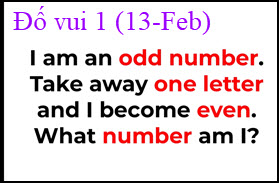 Đố vui 1 (13-Feb)
I am an odd number.
Take away one letter
and I become even.
What number am I?